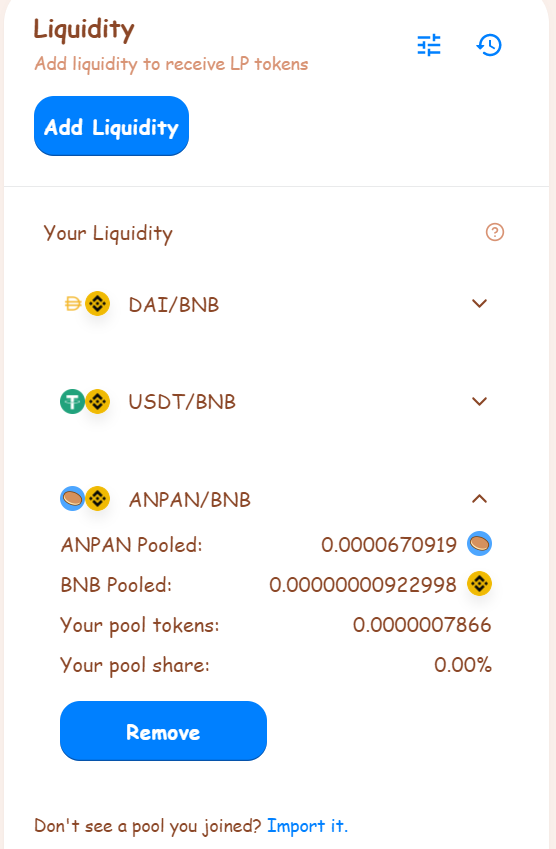 Liquidity
Add liquidity to receive LP tokens
Add Liquidity
Your Liquidity
DAI/BNB
USDT/BNB
ANPAN/BNB
ANPAN Pooled: 0.0000670919
BNB Pooled: 0.00000000922998
Your pool tokens: 0.0000007866
Your pool share: 0.00%
Remove
Don't see a pool you joined? Import it.